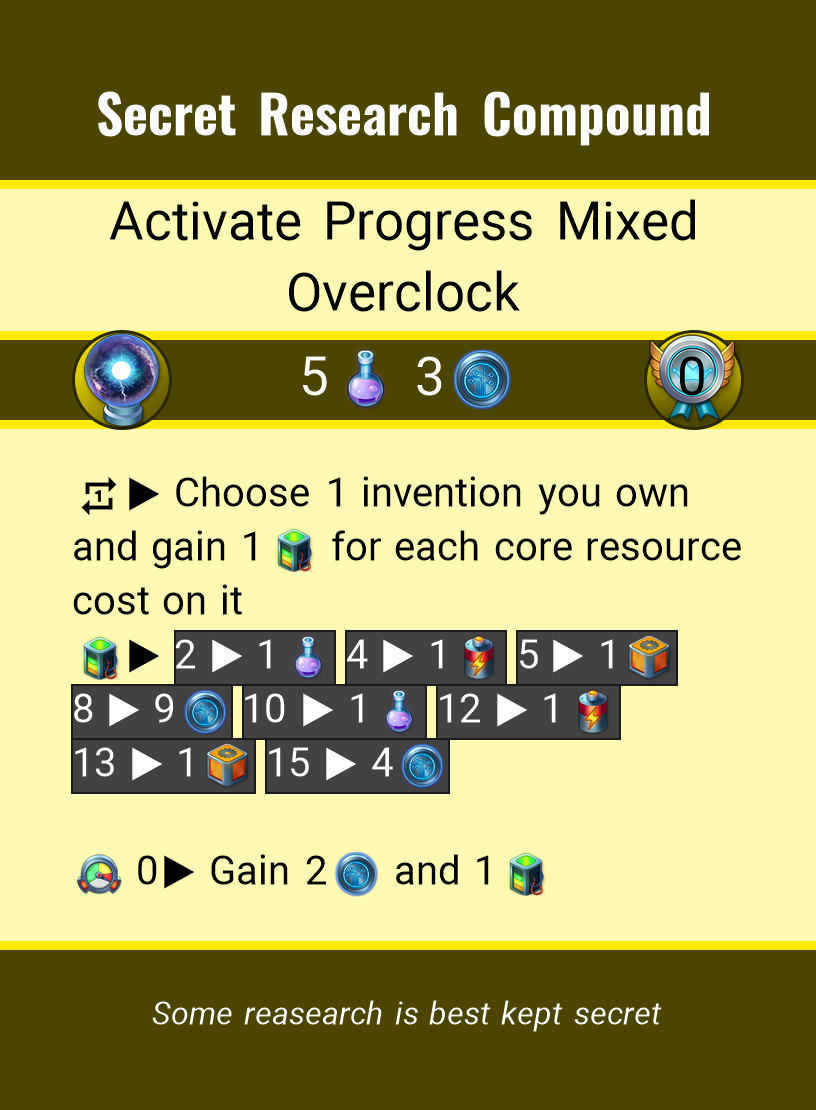 Secret Research Compound
Activate Progress Mixed
Overclock
5 3 0
1 ▶ Choose 1 invention you own
and gain 1 for each core resource
cost on it
▶ 2 ▶ 1 4 ▶ 1 5 ▶ 1
8 ▶ 9 10 ▶ 1 12 ▶ 1
13 ▶ 1 15 ▶ 4
0▶ Gain 2 and 1
Some reasearch is best kept secret